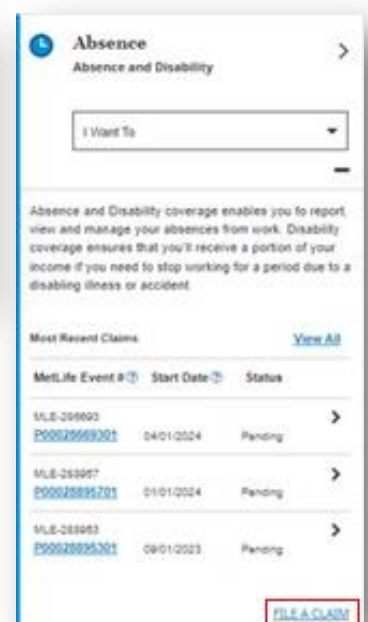 Absence
Absence and Disability
I Want To
Absence and Disability coverage enables you to report,
view and manage your absences from work. Disability
coverage ensures that you'll receive a portion of your
income if you need to stop working for a period due to a
disabling illness or accident.
Most Recent Claims View All
MetLife Event # Start Date Status
P00028669301 04/01/2024 Pending
P00028895701 01/01/2024 Pending
P00028895301 09/01/2023 Pending
FILE A CLAIM